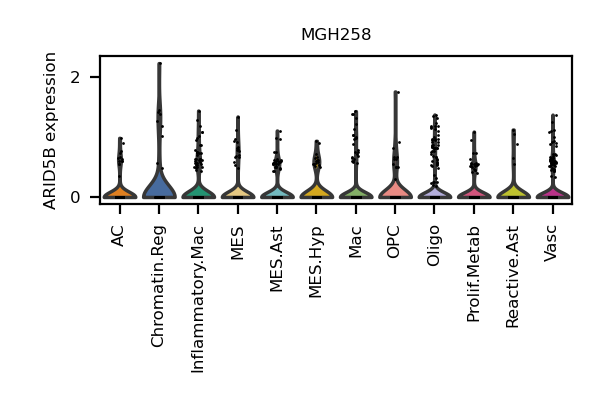 MGH258
ARID5B expression
2
0
AC
Chromatin.Reg
Inflammatory.Mac
MES
MES.Ast
MES.Hyp
Mac
OPC
Oligo
Prolif.Metab
Reactive.Ast
Vasc